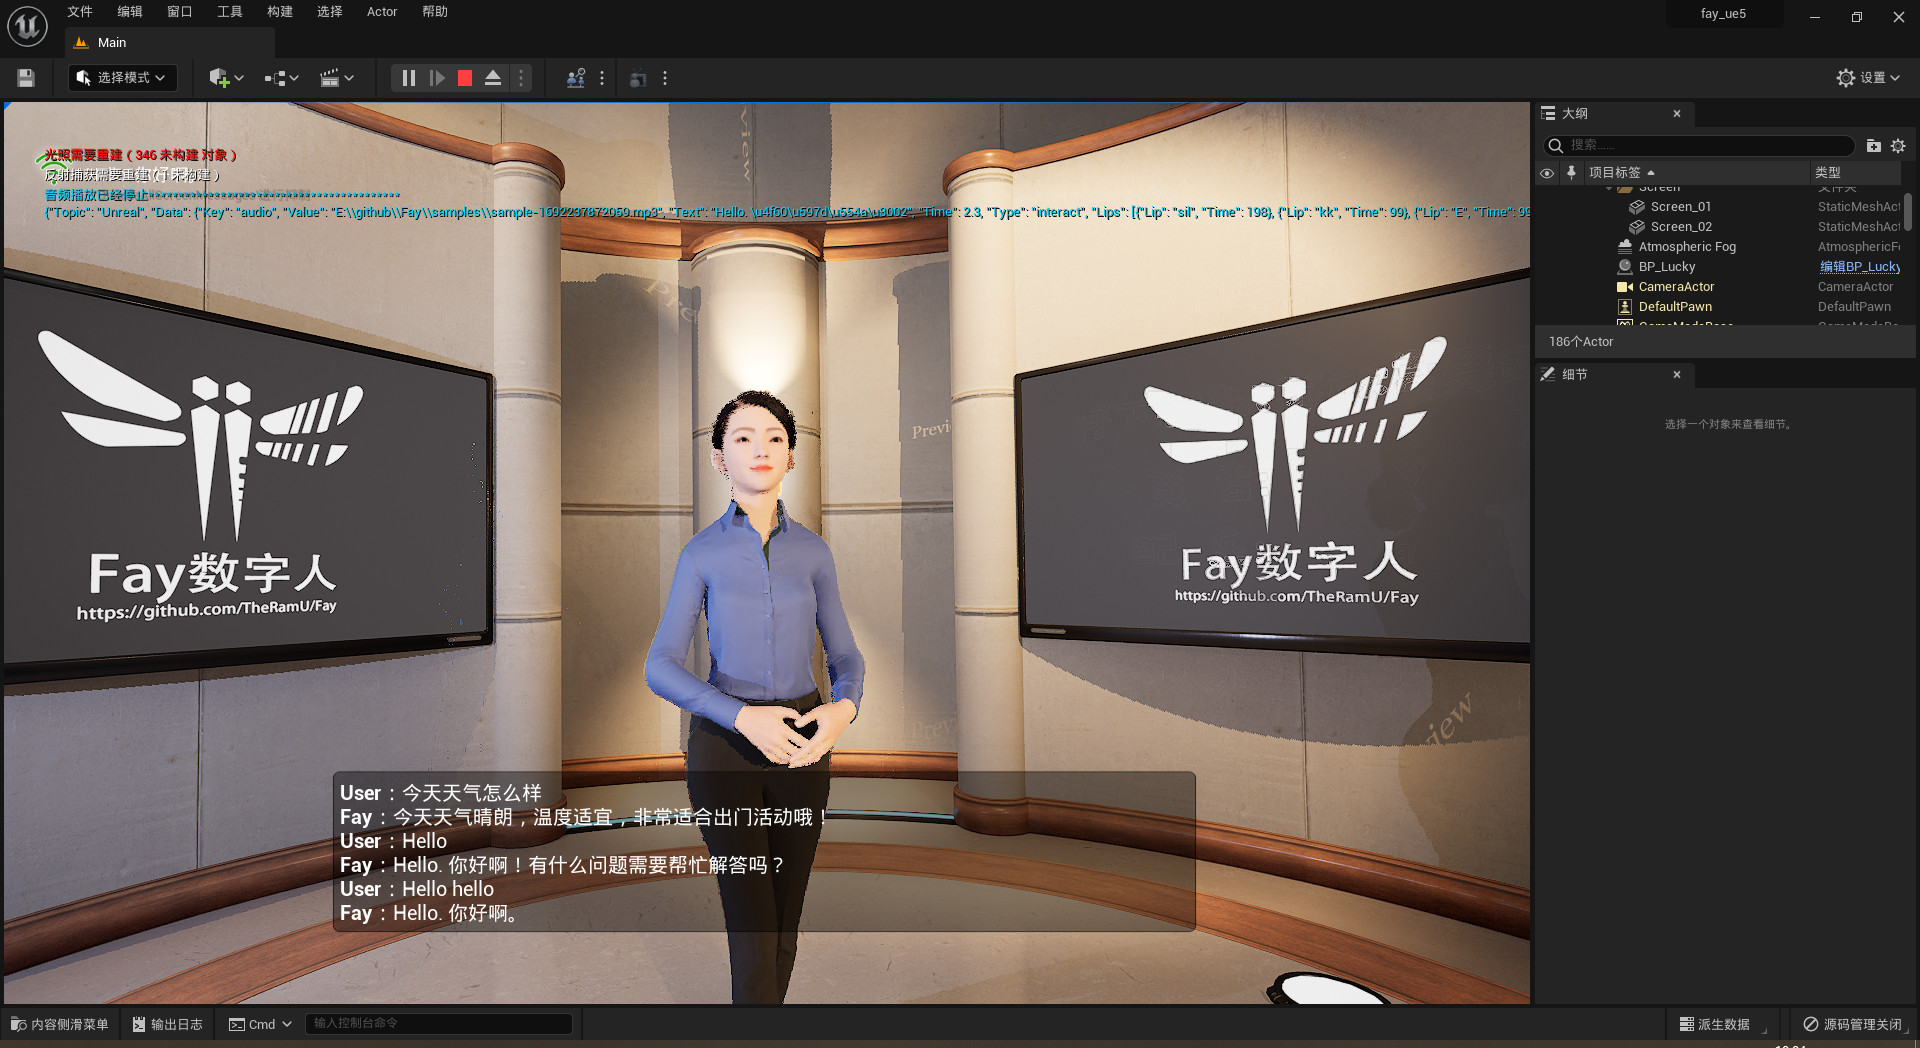 文件 编辑 窗口 工具 构建 选择 Actor 帮助
fay_ue5
Main
选择模式
设置
光照需要重建（346 未构建 对象）
反射捕获需要重建
音频播放已经停止
{"Topic": "Unreal", "Data": {"Key": "audio", "Value": "E:\\github\\Fay\\samples\\sample-1692237872059.mp3", "Text": "Hello. \u4f60\u597d\u554a\u3002", "Time": 2.3, "Type": "interact", "Lips": [{"Lip": "sil", "Time": 198}, {"Lip": "kk", "Time": 99}, {"Lip": "E", "Time": 99
Fay数字人
https://github.com/TheRamU/Fay
Fay数字人
https://github.com/TheRamU/Fay
Preview
User：今天天气怎么样
Fay：今天天气晴朗，温度适宜，非常适合出门活动哦！
User：Hello
Fay：Hello. 你好啊！有什么问题需要帮忙解答吗？
User：Hello hello
Fay：Hello. 你好啊。
大纲
搜索......
项目标签 类型
Screen 文件夹
Screen_01 StaticMeshAct
Screen_02 StaticMeshAct
Atmospheric Fog AtmosphericFo
BP_Lucky 编辑BP_Lucky
CameraActor CameraActor
DefaultPawn DefaultPawn
186个Actor
细节
选择一个对象来查看细节。
内容侧滑菜单 输出日志 Cmd 输入控制台命令 派生数据 源码管理关闭